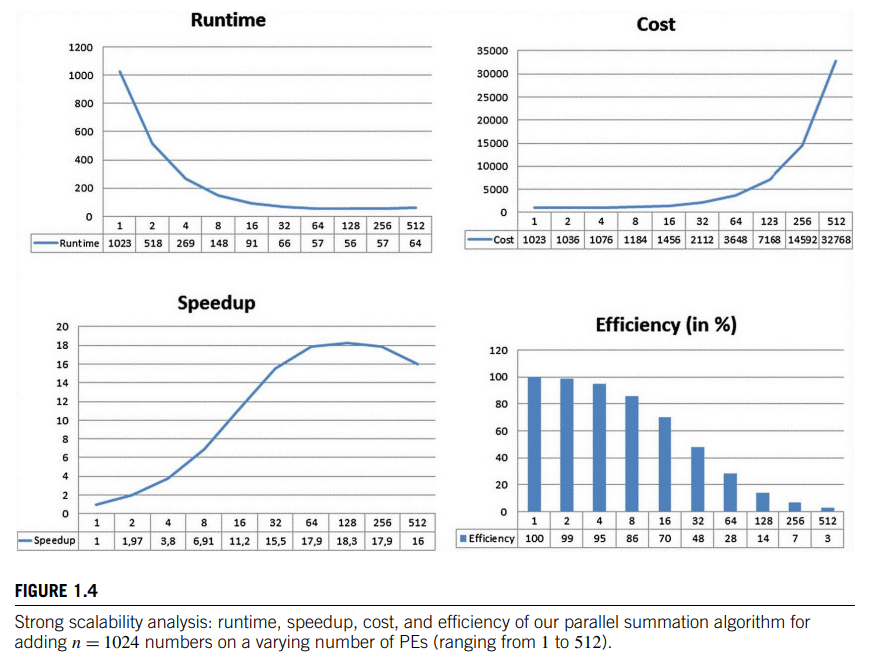 Runtime
1200
1000
800
600
400
200
0
1 2 4 8 16 32 64 128 256 512
Runtime 1023 518 269 148 91 66 57 56 57 64
Cost
35000
30000
25000
20000
15000
10000
5000
0
1 2 4 8 16 32 64 123 256 512
Cost 1023 1036 1076 1184 1456 2112 3648 7168 14592 32768
Speedup
20
18
16
14
12
10
8
6
4
2
0
1 2 4 8 16 32 64 128 256 512
Speedup 1 1,97 3,8 6,91 11,2 15,5 17,9 18,3 17,9 16
Efficiency (in %)
120
100
80
60
40
20
0
1 2 4 8 16 32 64 128 256 512
Efficiency 100 99 95 86 70 48 28 14 7 3
FIGURE 1.4
Strong scalability analysis: runtime, speedup, cost, and efficiency of our parallel summation algorithm for
adding n = 1024 numbers on a varying number of PEs (ranging from 1 to 512).